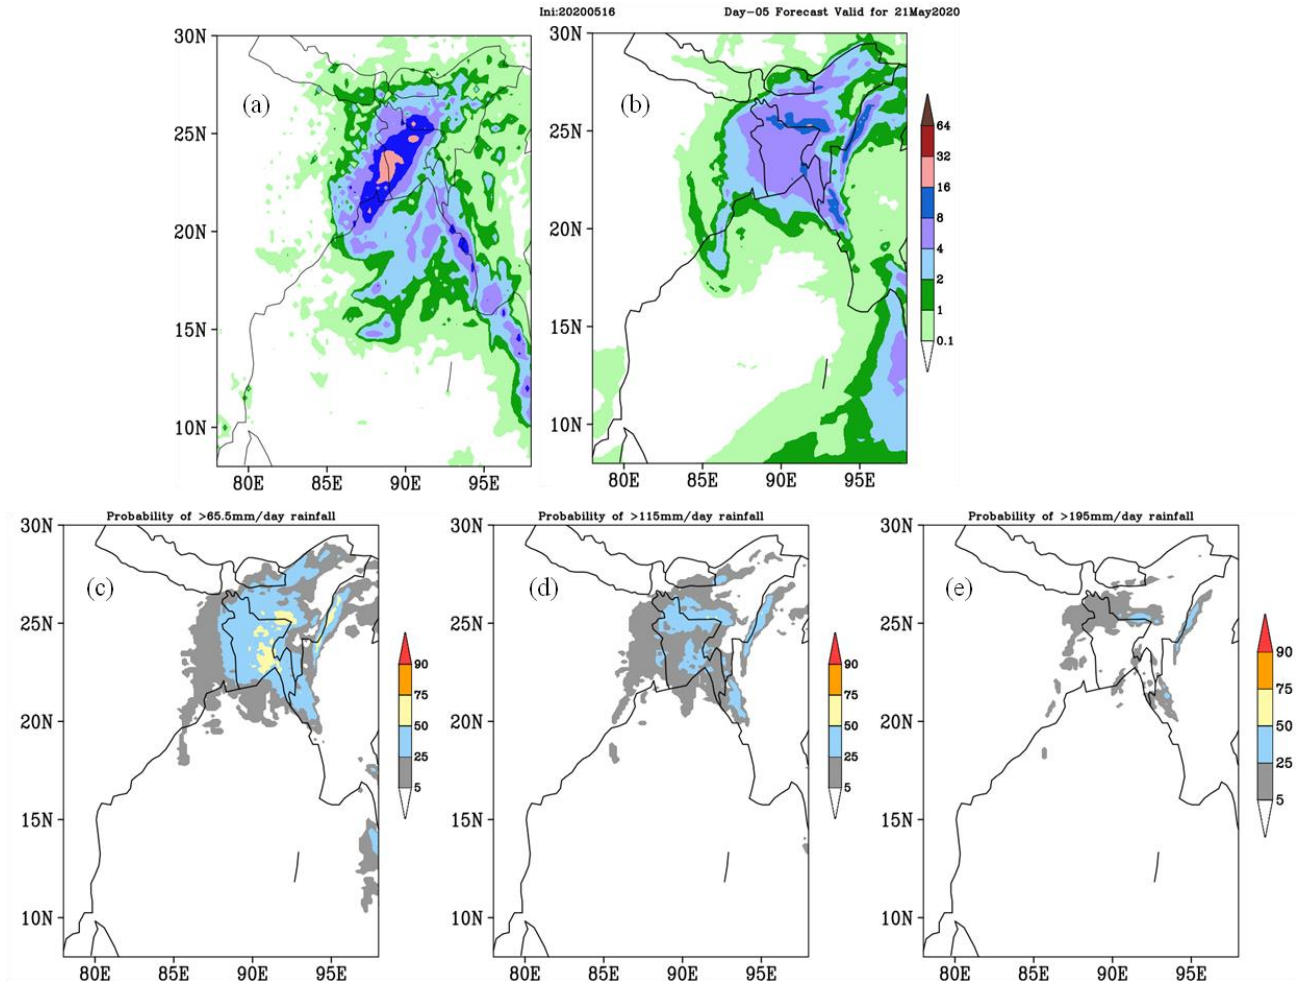 Ini:20200516 Day-05 Forecast Valid for 21May2020
30N
25N
20N
15N
10N
80E 85E 90E 95E
(a)
30N
25N
20N
15N
10N
80E 85E 90E 95E
(b)
64
32
16
8
4
2
1
0.1
Probability of >65.5mm/day rainfall
30N
25N
20N
15N
10N
80E 85E 90E 95E
(c)
90
75
50
25
5
Probability of >115mm/day rainfall
30N
25N
20N
15N
10N
80E 85E 90E 95E
(d)
90
75
50
25
5
Probability of >195mm/day rainfall
30N
25N
20N
15N
10N
80E 85E 90E 95E
(e)
90
75
50
25
5